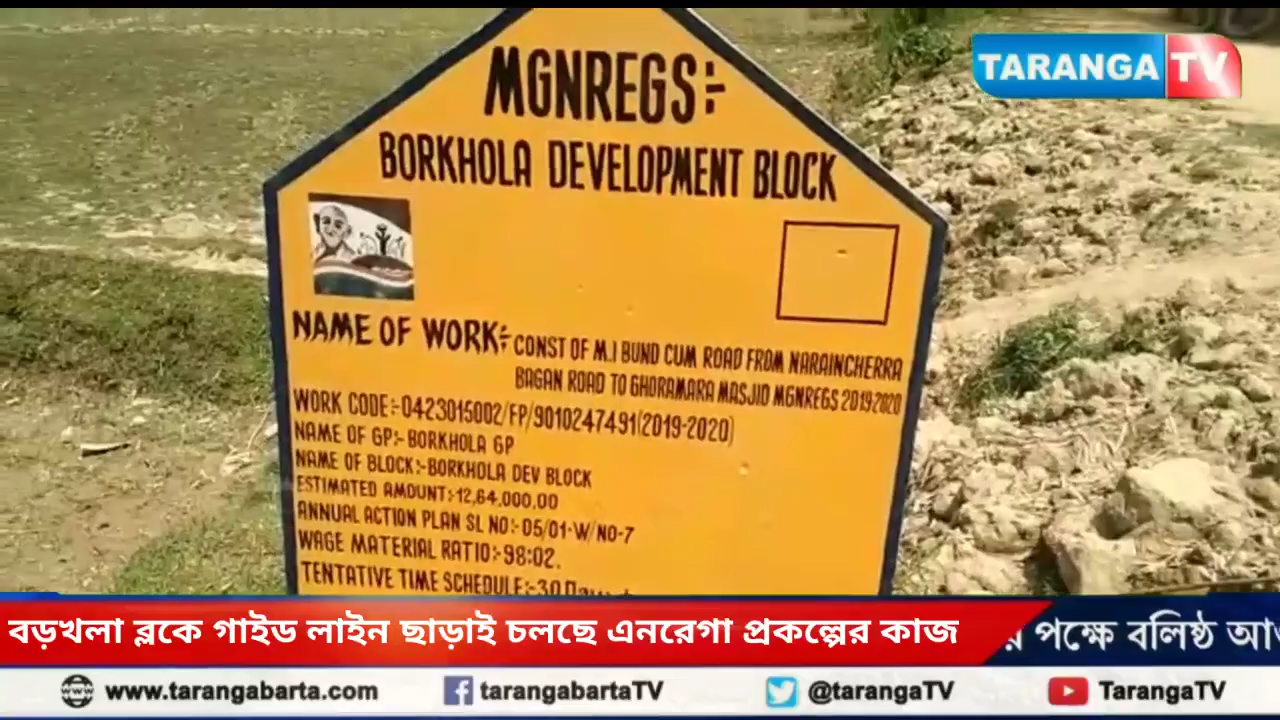 TARANGA TV
MGNREGS:-
BORKHOLA DEVELOPMENT BLOCK
NAME OF WORK:- CONST OF M.I BUND CUM ROAD FROM NARAINCHERRA
BAGAN ROAD TO GHORAMARA MASJID MGNREGS 2019-2020
WORK CODE:-0423015002/FP/9010247491(2019-2020)
NAME OF GP:- BORKHOLA GP
NAME OF BLOCK:-BORKHOLA DEV BLOCK
ESTIMATED AMOUNT:-12,64,000.00
ANNUAL ACTION PLAN SL NO:-05/01-W/NO-7
WAGE MATERIAL RATIO:-98:02.
TENTATIVE TIME SCHEDULE:-30
বড়খলা ব্লকে গাইড লাইন ছাড়াই চলছে এনরেগা প্রকল্পের কাজ
পক্ষে বলিষ্ঠ
www.tarangabarta.com tarangabartaTV @tarangaTV TarangaTV